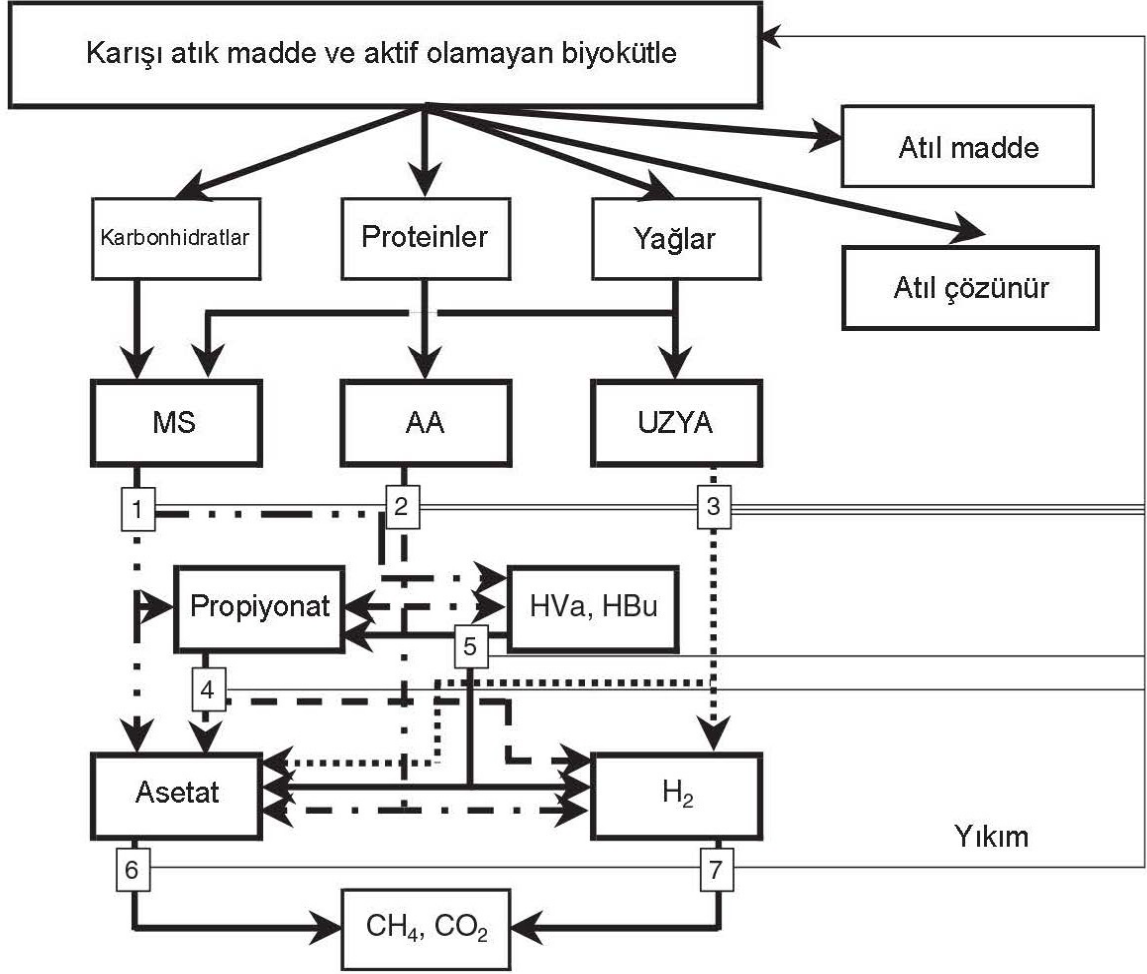 Karışı atık madde ve aktif olamayan biyokütle
Atıl madde
Karbonhidratlar
Proteinler
Yağlar
Atıl çözünür
MS
AA
UZYA
1
2
3
Propiyonat
HVa, HBu
5
4
Asetat
H₂
Yıkım
6
7
CH₄, CO₂